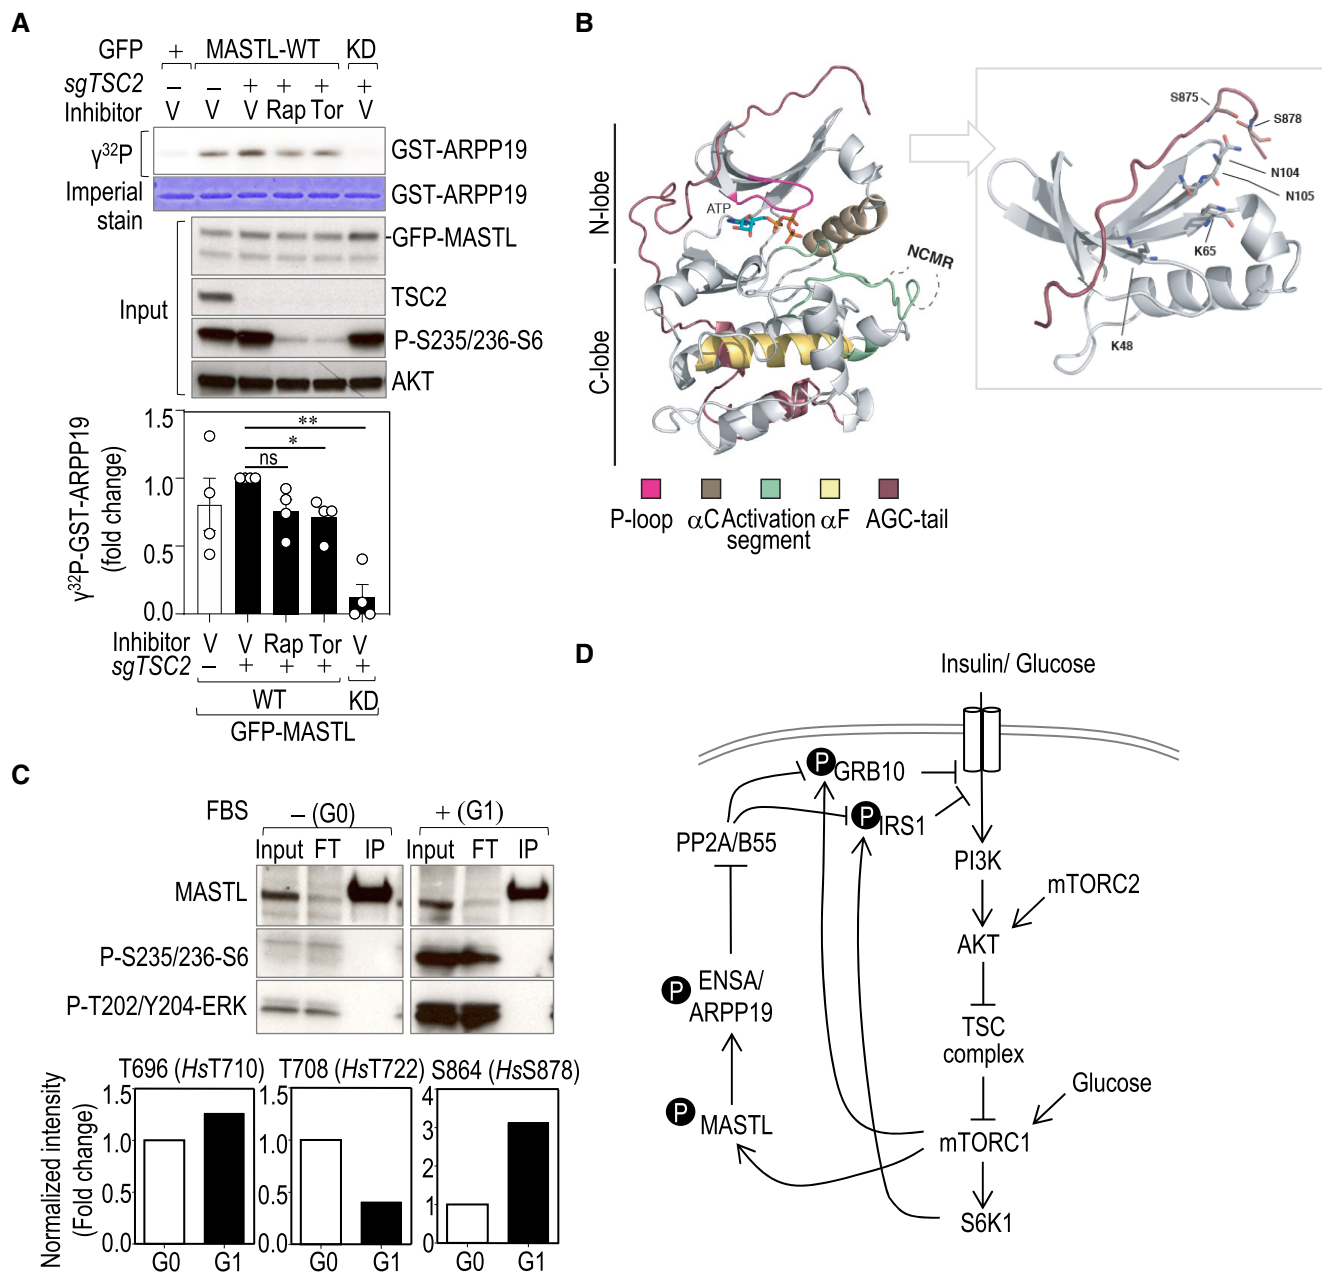 A
GFP + MASTL-WT KD
sgTSC2 – – + + + +
Inhibitor V V V Rap Tor V
γ³²P
GST-ARPP19
Imperial stain
GST-ARPP19
Input
-GFP-MASTL
TSC2
P-S235/236-S6
AKT
γ³²P-GST-ARPP19
(fold change)
1.5
1.0
0.5
0.0
**
*
ns
Inhibitor V V Rap Tor V
sgTSC2 – + + + +
WT KD
GFP-MASTL
B
N-lobe
C-lobe
ATP
NCMR
S875
S878
N104
N105
K65
K48
P-loop
αC
Activation segment
αF
AGC-tail
C
FBS – (G0) + (G1)
Input FT IP Input FT IP
MASTL
P-S235/236-S6
P-T202/Y204-ERK
Normalized intensity
(Fold change)
T696 (HsT710)
1.5
1.0
0.5
0.0
G0 G1
T708 (HsT722)
1.5
1.0
0.5
0.0
G0 G1
S864 (HsS878)
4
3
2
1
0
G0 G1
D
Insulin/ Glucose
P GRB10
P IRS1
PP2A/B55
PI3K
mTORC2
AKT
P ENSA/
ARPP19
TSC
complex
Glucose
P MASTL
mTORC1
S6K1